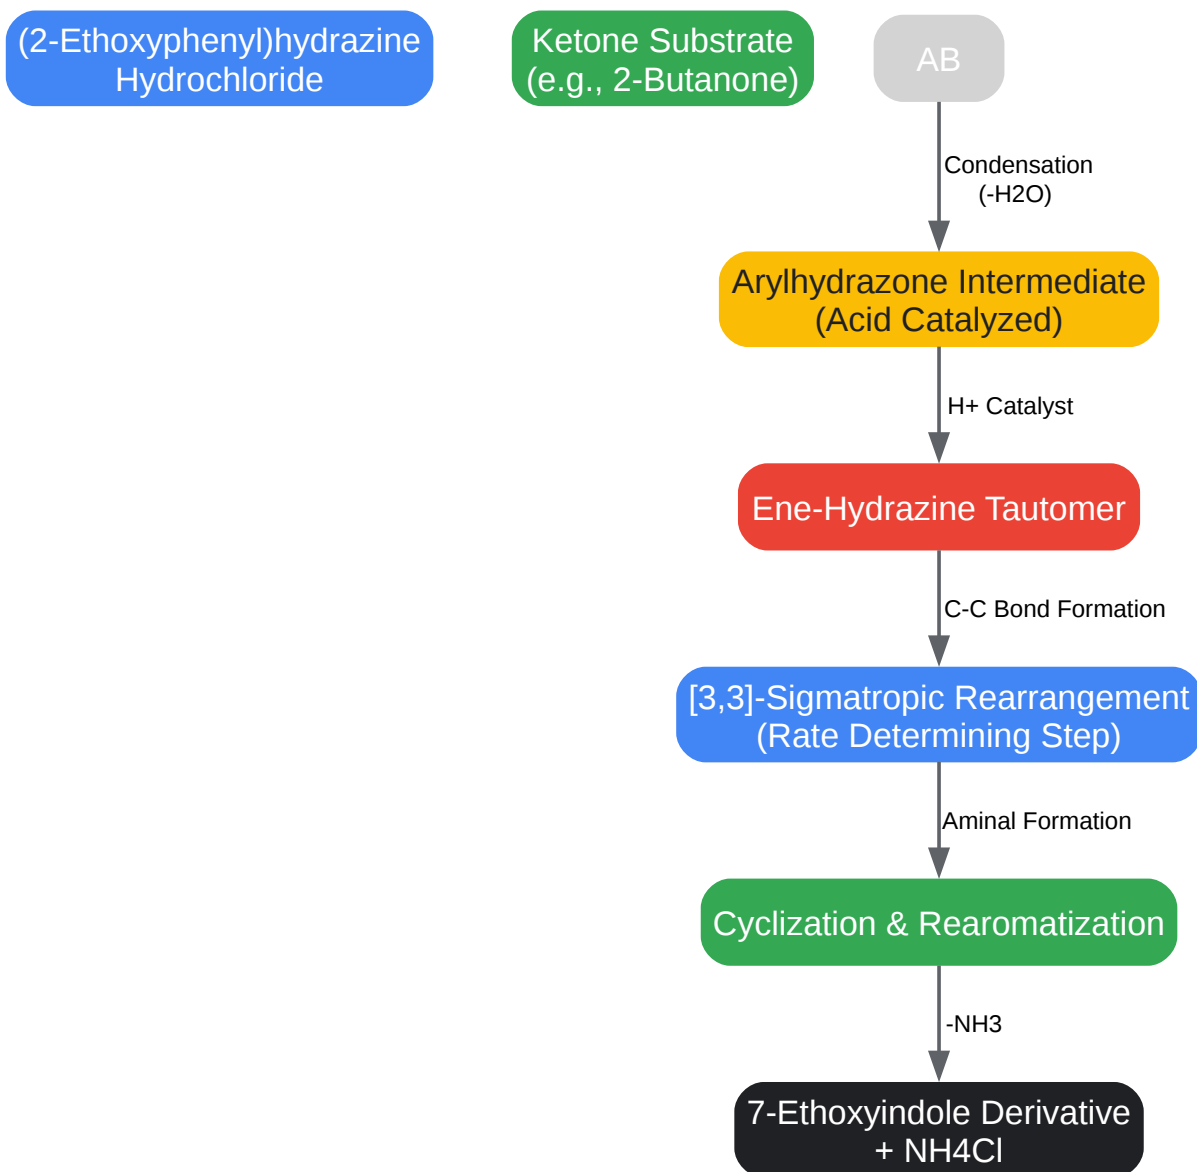 (2-Ethoxyphenyl)hydrazine
Hydrochloride
Ketone Substrate
(e.g., 2-Butanone)
AB
Condensation
(-H2O)
Arylhydrazone Intermediate
(Acid Catalyzed)
H+ Catalyst
Ene-Hydrazine Tautomer
C-C Bond Formation
[3,3]-Sigmatropic Rearrangement
(Rate Determining Step)
Aminal Formation
Cyclization & Rearomatization
-NH3
7-Ethoxyindole Derivative
+ NH4Cl